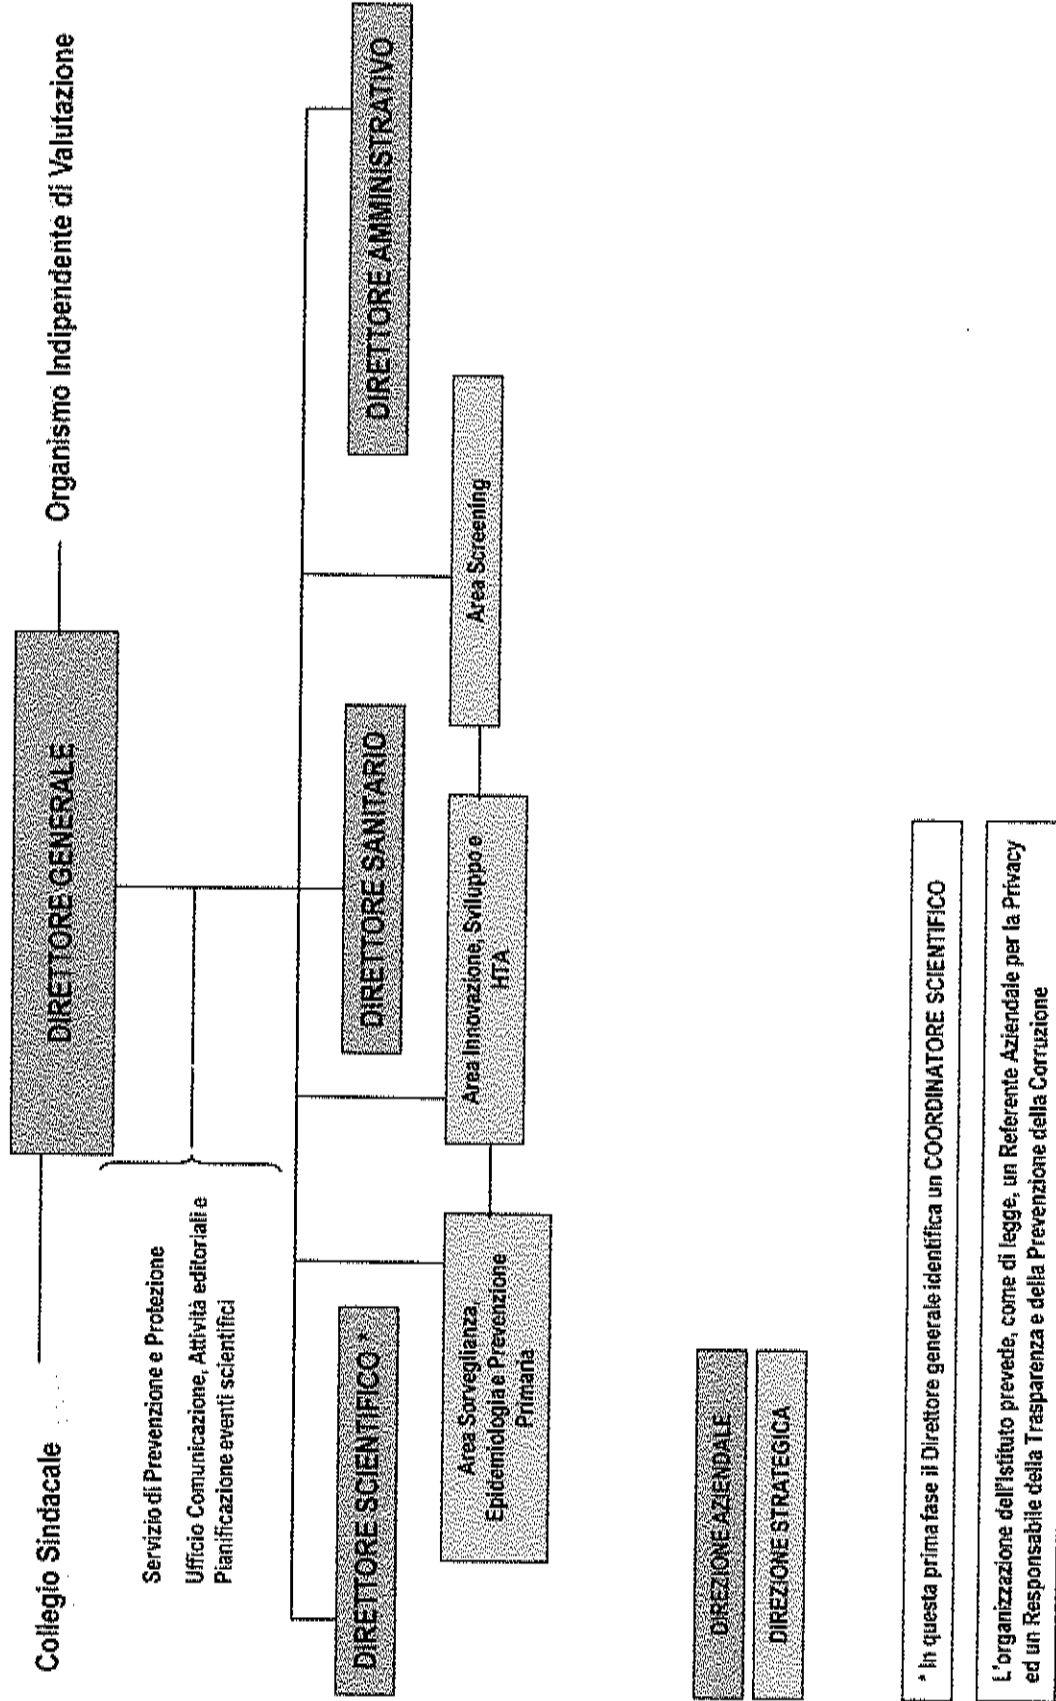 Collegio Sindacale
DIRETTORE GENERALE
Organismo Indipendente di Valutazione
Servizio di Prevenzione e Protezione
Ufficio Comunicazione, Attività editoriali e
Pianificazione eventi scientifici
DIRETTORE SCIENTIFICO *
DIRETTORE SANITARIO
DIRETTORE AMMINISTRATIVO
Area Sorveglianza,
Epidemiologia e Prevenzione
Primaria
Area Innovazione, Sviluppo e
HTA
Area Screening
DIREZIONE AZIENDALE
DIREZIONE STRATEGICA
* In questa prima fase il Direttore generale identifica un COORDINATORE SCIENTIFICO
L'organizzazione dell'Istituto prevede, come di legge, un Referente Aziendale per la Privacy
ed un Responsabile della Trasparenza e della Prevenzione della Corruzione